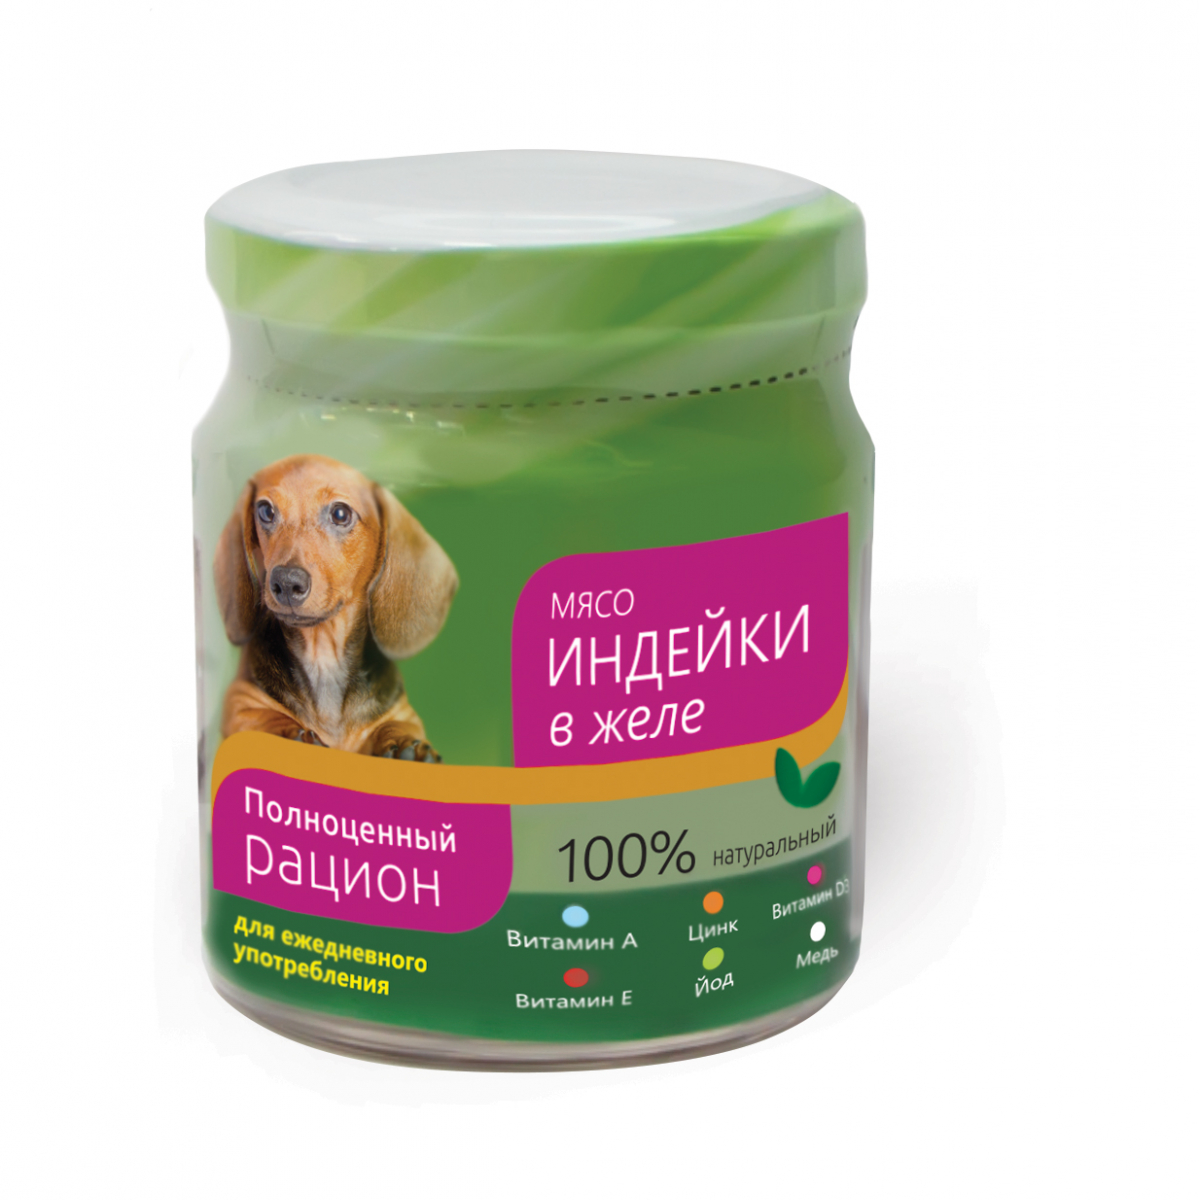 мясо
ИНДЕЙКИ
в желе
Полноценный
рацион
для ежедневного
употребления
100% натуральный
Витамин А
Цинк
Витамин D3
Витамин Е
Йод
Медь